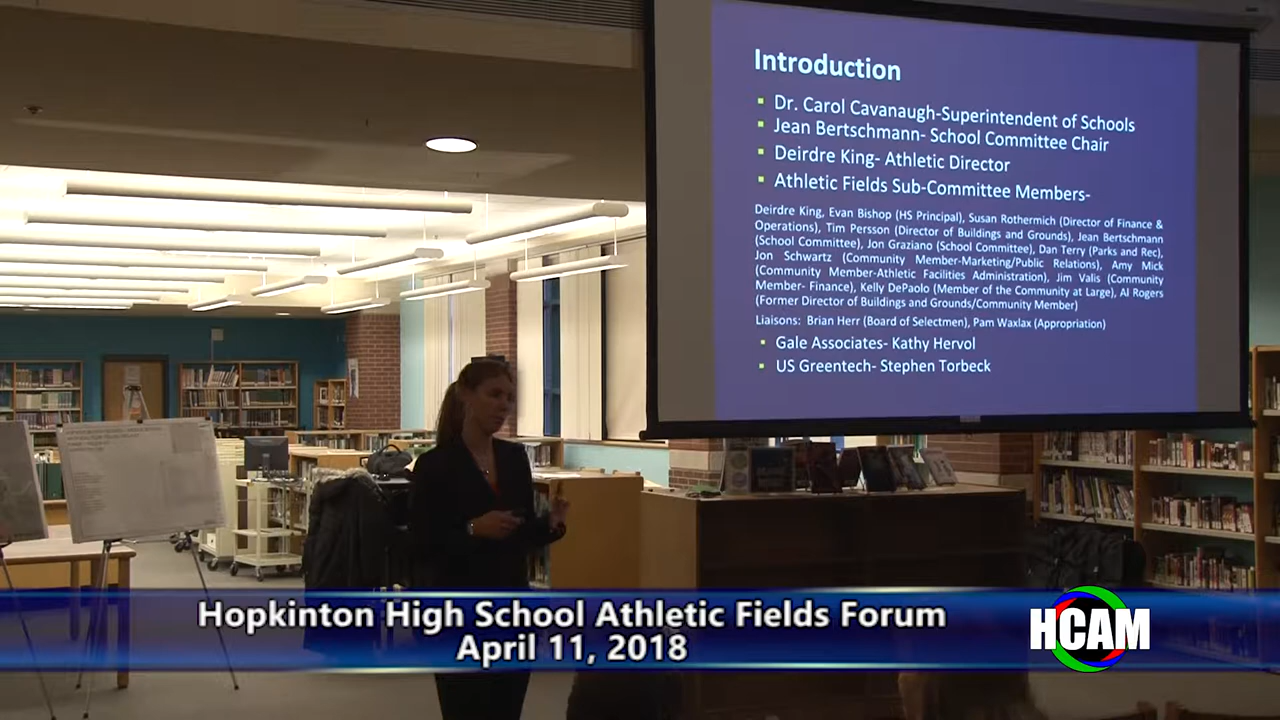 Introduction
Dr. Carol Cavanaugh-Superintendent of Schools
Jean Bertschmann- School Committee Chair
Deirdre King- Athletic Director
Athletic Fields Sub-Committee Members-
Deirdre King, Evan Bishop (HS Principal), Susan Rothermich (Director of Finance &
Operations), Tim Persson (Director of Buildings and Grounds), Jean Bertschmann
(School Committee), Jon Graziano (School Committee), Dan Terry (Parks and Rec),
Jon Schwartz (Community Member-Marketing/Public Relations), Amy Mick
(Community Member-Athletic Facilities Administration), Jim Valis (Community
Member- Finance), Kelly DePaolo (Member of the Community at Large), Al Rogers
(Former Director of Buildings and Grounds/Community Member)
Liaisons: Brian Herr (Board of Selectmen), Pam Waxlax (Appropriation)
Gale Associates- Kathy Hervol
US Greentech- Stephen Torbeck
Hopkinton High School Athletic Fields Forum
April 11, 2018
HCAM